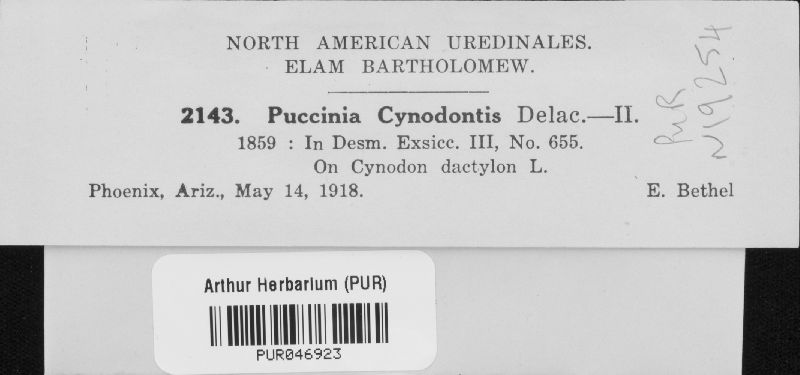 NORTH AMERICAN UREDINALES.
ELAM BARTHOLOMEW.
2143. Puccinia Cynodontis Delac.—II.
1859 : In Desm. Exsicc. III, No. 655.
On Cynodon dactylon L.
Phoenix, Ariz., May 14, 1918. E. Bethel
PUR
N19254
Arthur Herbarium (PUR)
PUR046923